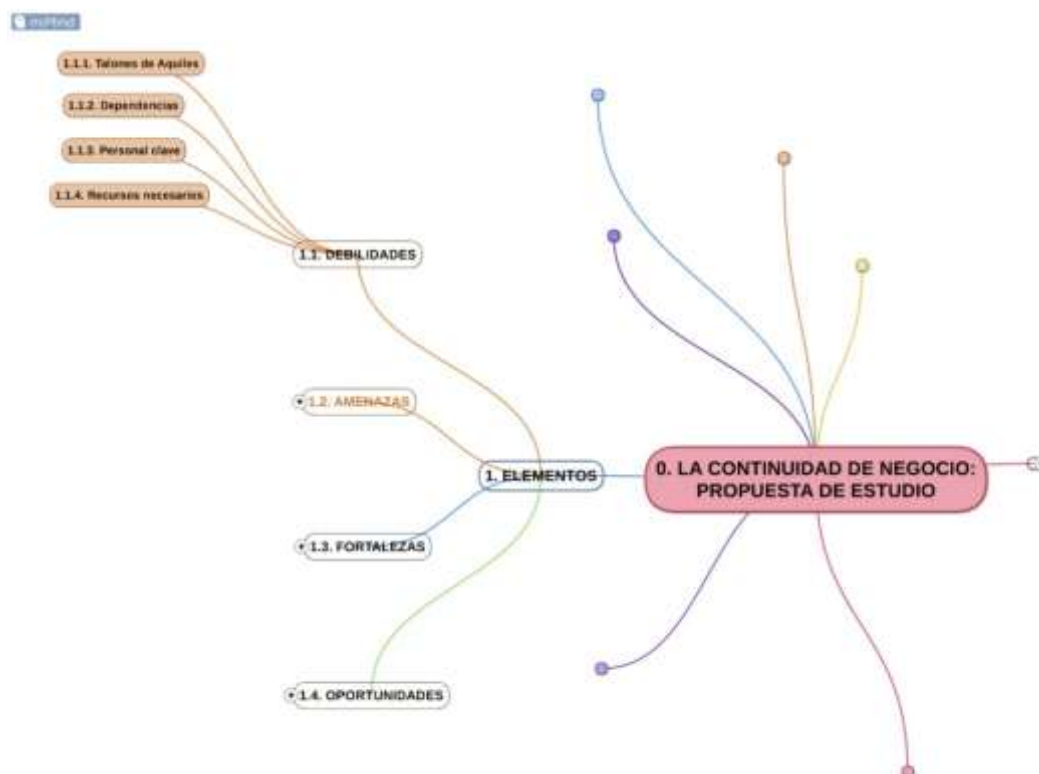 miMind
1.1.1. Talones de Aquiles
1.1.2. Dependencias
1.1.3. Personal clave
1.1.4. Recursos necesarios
1.1. DEBILIDADES
1.2. AMENAZAS
1. ELEMENTOS
0. LA CONTINUIDAD DE NEGOCIO:
PROPUESTA DE ESTUDIO
1.3. FORTALEZAS
1.4. OPORTUNIDADES